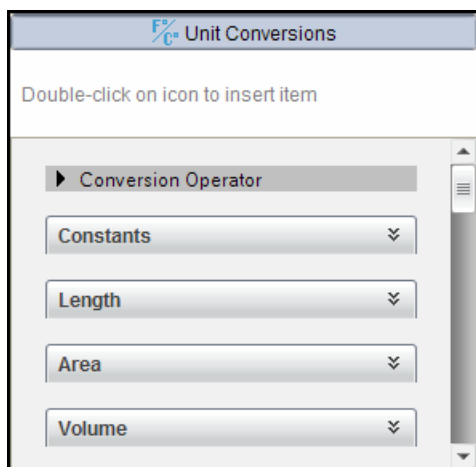 F°/C° Unit Conversions
Double-click on icon to insert item
Conversion Operator
Constants
Length
Area
Volume